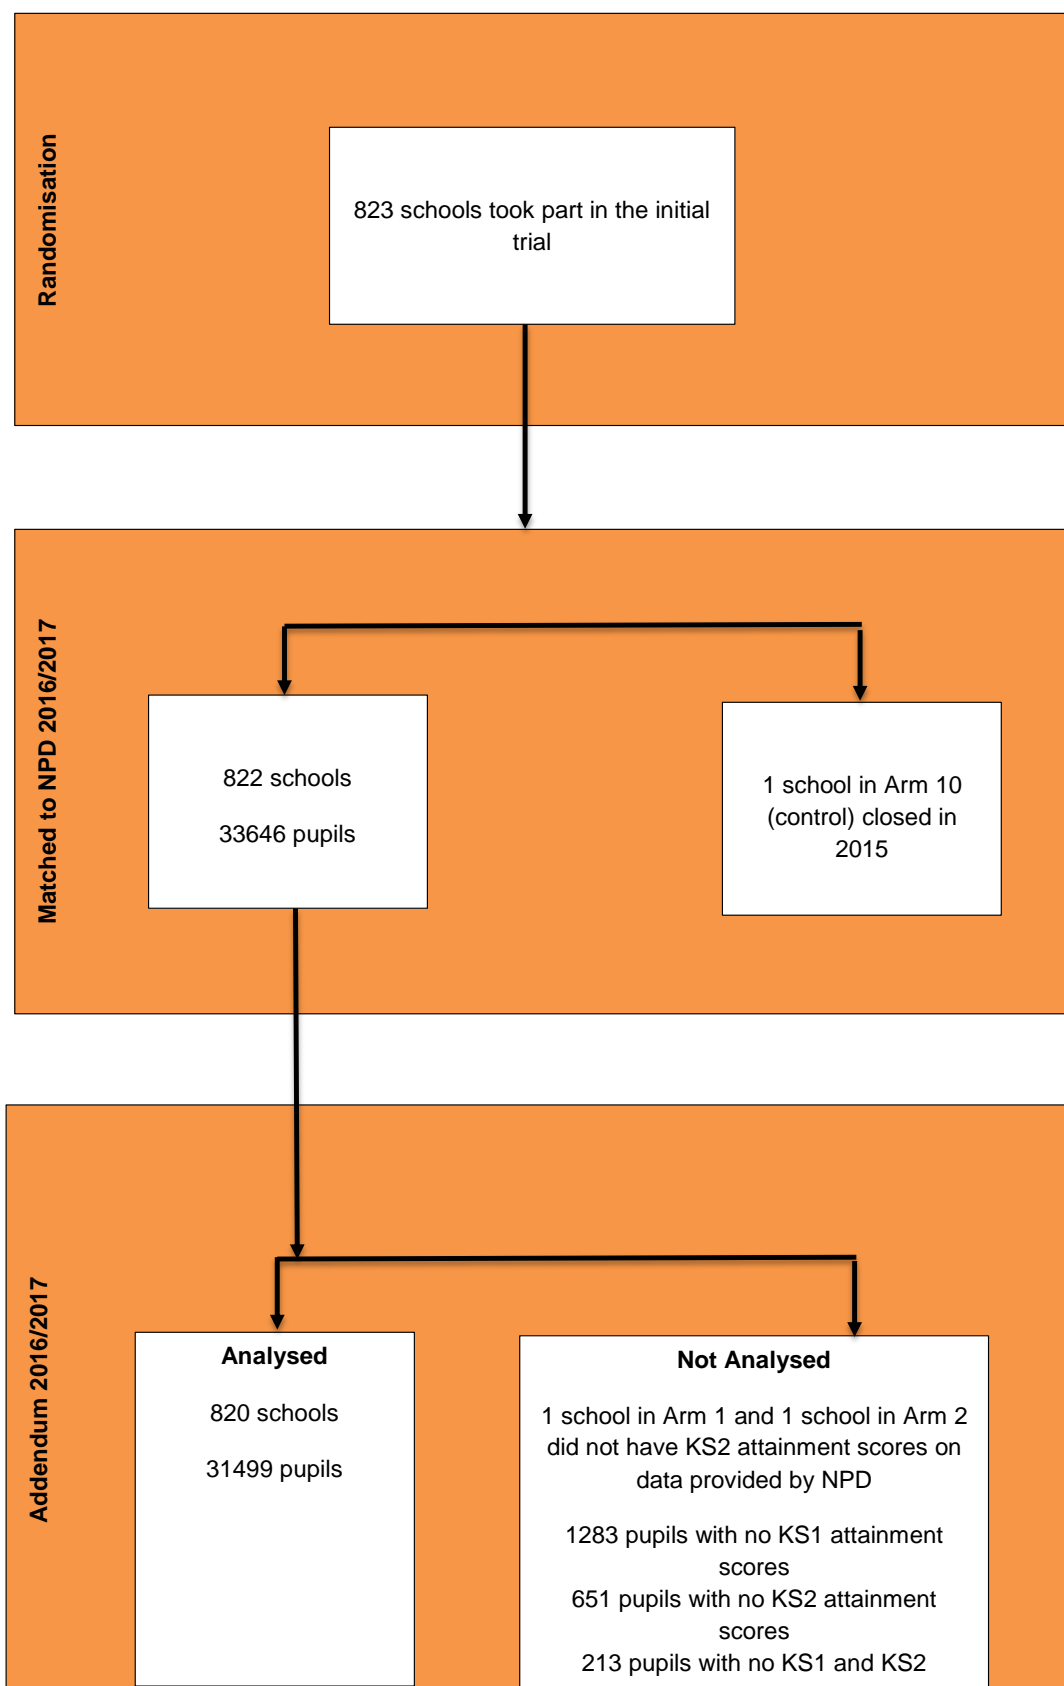 Randomisation
823 schools took part in the initial
trial
Matched to NPD 2016/2017
822 schools
33646 pupils
1 school in Arm 10
(control) closed in
2015
Addendum 2016/2017
Analysed
820 schools
31499 pupils
Not Analysed
1 school in Arm 1 and 1 school in Arm 2
did not have KS2 attainment scores on
data provided by NPD
1283 pupils with no KS1 attainment
scores
651 pupils with no KS2 attainment
scores
213 pupils with no KS1 and KS2